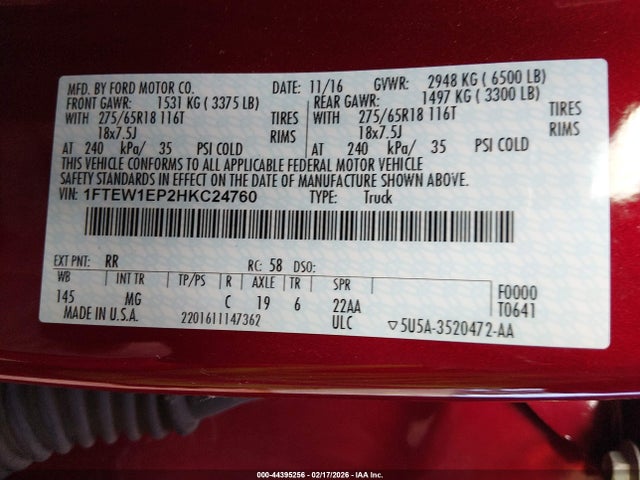 MFD. BY FORD MOTOR CO. DATE: 11/16 GVWR: 2948 KG ( 6500 LB)
FRONT GAWR: 1531 KG ( 3375 LB) REAR GAWR: 1497 KG ( 3300 LB)
WITH 275/65R18 116T TIRES WITH 275/65R18 116T TIRES
18x7.5J RIMS 18x7.5J RIMS
AT 240 kPa/ 35 PSI COLD AT 240 kPa/ 35 PSI COLD
THIS VEHICLE CONFORMS TO ALL APPLICABLE FEDERAL MOTOR VEHICLE
SAFETY STANDARDS IN EFFECT ON THE DATE OF MANUFACTURE SHOWN ABOVE.
VIN: 1FTEW1EP2HKC24760 TYPE: Truck
EXT PNT: RR RC: 58 DSO:
WB INT TR TP/PS R AXLE TR SPR F0000
145 MG C 19 6 22AA T0641
MADE IN U.S.A. 2201611147362 ULC ▽5U5A-3520472-AA
000-44395256 - 02/17/2026 - IAA Inc.